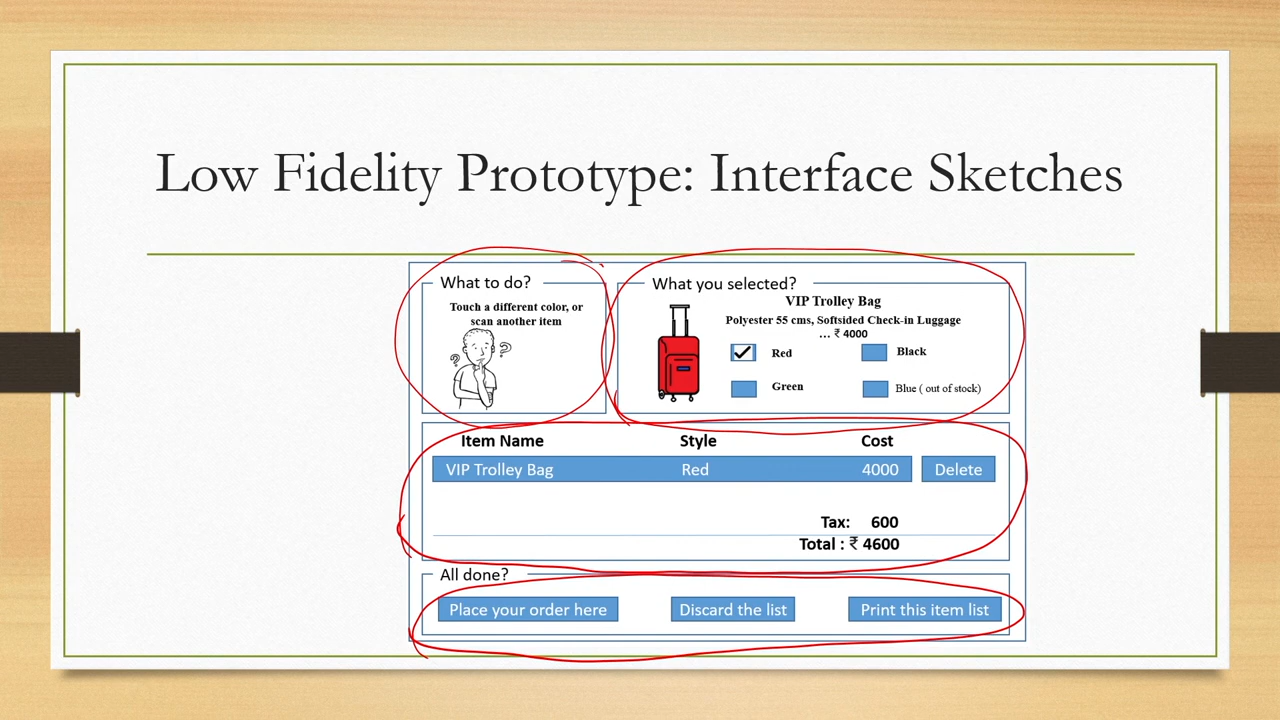 Low Fidelity Prototype: Interface Sketches
What to do?
Touch a different color, or
scan another item
? ?
What you selected?
VIP Trolley Bag
Polyester 55 cms, Softsided Check-in Luggage
... ₹ 4000
Red Black
Green Blue ( out of stock)
Item Name Style Cost
VIP Trolley Bag Red 4000 Delete
Tax: 600
Total : ₹ 4600
All done?
Place your order here Discard the list Print this item list